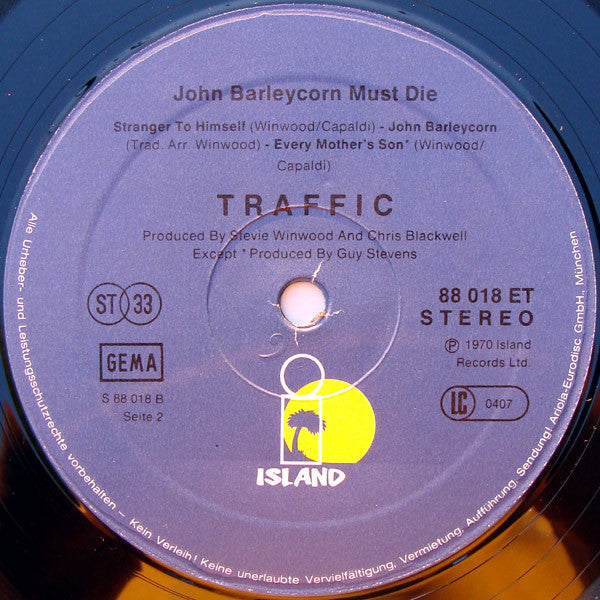 John Barleycorn Must Die
Stranger To Himself (Winwood/Capaldi) - John Barleycorn
(Trad. Arr. Winwood) - Every Mother's Son* (Winwood/
Capaldi)
TRAFFIC
Produced By Stevie Winwood And Chris Blackwell
Except * Produced By Guy Stevens
ST 33
88 018 ET
STEREO
GEMA
℗ 1970 Island
Records Ltd.
S 88 018 B
Seite 2
LC 0407
ISLAND
Alle Urheber- und Leistungsschutzrechte vorbehalten – Kein Verleih! Keine unerlaubte Vervielfältigung, Vermietung, Aufführung, Sendung! Ariola-Eurodisc GmbH, München